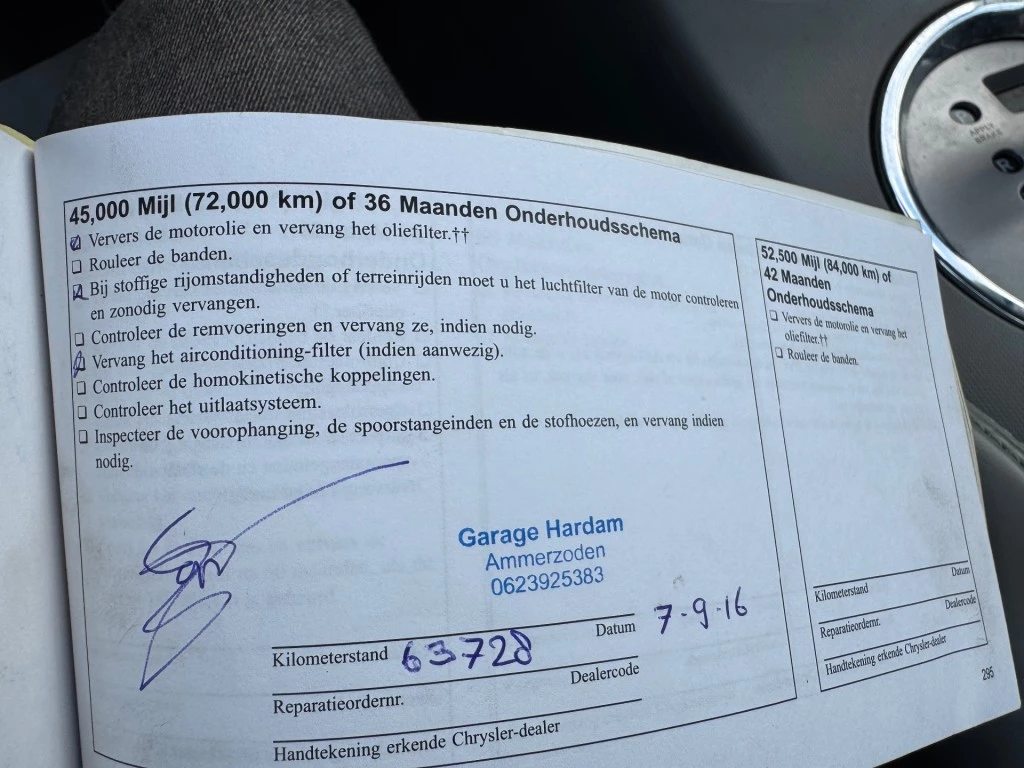 45,000 Mijl (72,000 km) of 36 Maanden Onderhoudsschema
Ververs de motorolie en vervang het oliefilter.††
Rouleer de banden.
Bij stoffige rijomstandigheden of terreinrijden moet u het luchtfilter van de motor controleren
en zonodig vervangen.
Controleer de remvoeringen en vervang ze, indien nodig.
Vervang het airconditioning-filter (indien aanwezig).
Controleer de homokinetische koppelingen.
Controleer het uitlaatsysteem.
Inspecteer de voorophanging, de spoorstangeinden en de stofhoezen, en vervang indien
nodig.
Garage Hardam
Ammerzoden
0623925383
Kilometerstand 63728 Datum 7-9-16
Reparatieordernr. Dealercode
Handtekening erkende Chrysler-dealer
52,500 Mijl (84,000 km) of
42 Maanden
Onderhoudsschema
Ververs de motorolie en vervang het
oliefilter.††
Rouleer de banden.
Kilometerstand Datum
Reparatieordernr. Dealercode
Handtekening erkende Chrysler-dealer
295
APPLY
BRAKE
R